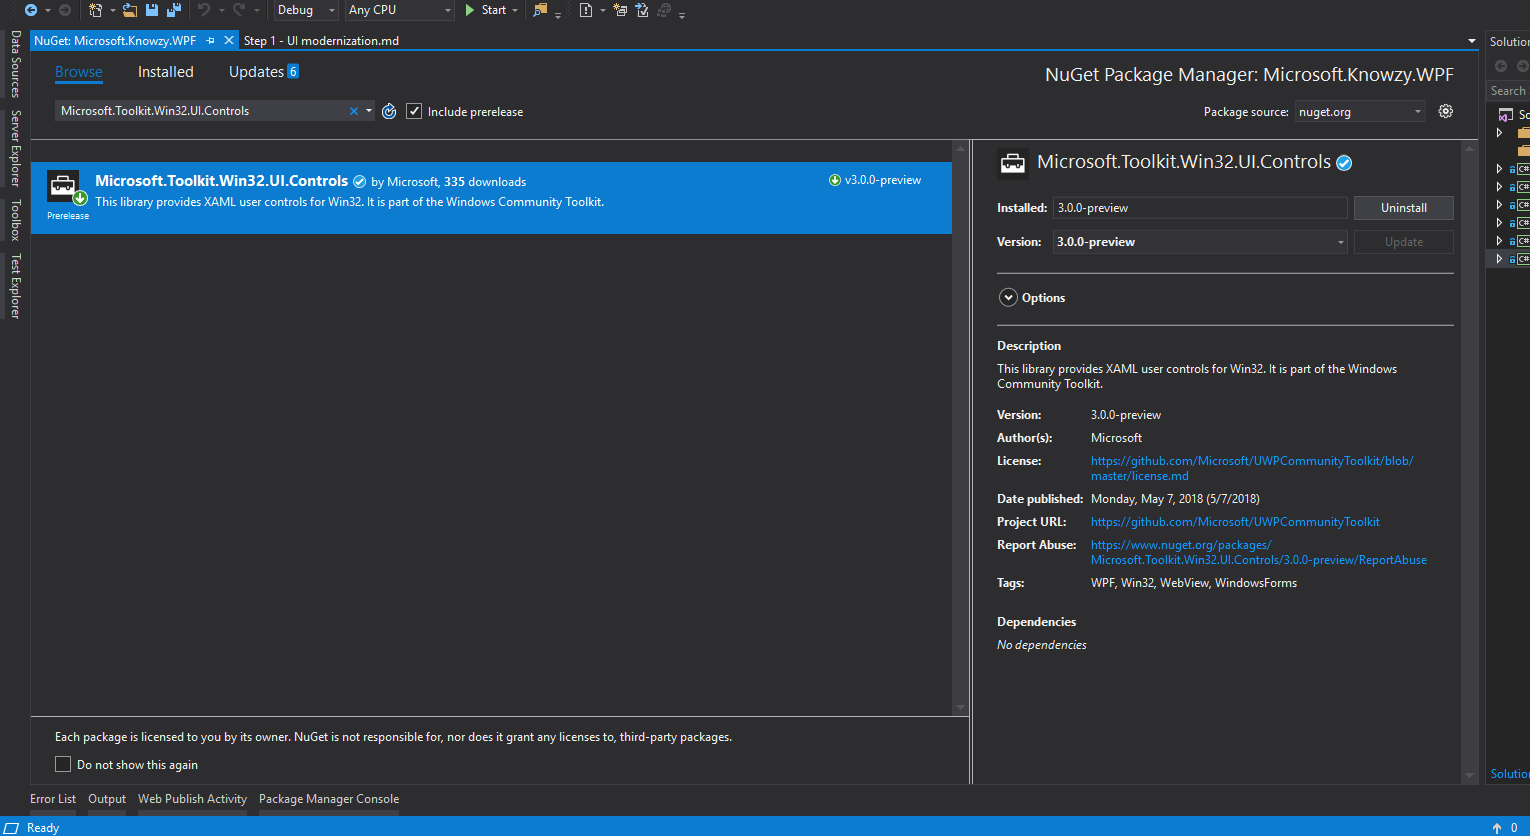 Debug
Any CPU
Start
Data Sources
Server Explorer
Toolbox
Test Explorer
NuGet: Microsoft.Knowzy.WPF
Step 1 - UI modernization.md
Browse
Installed
Updates 6
NuGet Package Manager: Microsoft.Knowzy.WPF
Microsoft.Toolkit.Win32.UI.Controls
Include prerelease
Package source: nuget.org
Microsoft.Toolkit.Win32.UI.Controls by Microsoft, 335 downloads
v3.0.0-preview
This library provides XAML user controls for Win32. It is part of the Windows Community Toolkit.
Prerelease
Each package is licensed to you by its owner. NuGet is not responsible for, nor does it grant any licenses to, third-party packages.
Do not show this again
Microsoft.Toolkit.Win32.UI.Controls
Installed: 3.0.0-preview
Uninstall
Version: 3.0.0-preview
Update
Options
Description
This library provides XAML user controls for Win32. It is part of the Windows
Community Toolkit.
Version: 3.0.0-preview
Author(s): Microsoft
License: https://github.com/Microsoft/UWPCommunityToolkit/blob/
master/license.md
Date published: Monday, May 7, 2018 (5/7/2018)
Project URL: https://github.com/Microsoft/UWPCommunityToolkit
Report Abuse: https://www.nuget.org/packages/
Microsoft.Toolkit.Win32.UI.Controls/3.0.0-preview/ReportAbuse
Tags: WPF, Win32, WebView, WindowsForms
Dependencies
No dependencies
Solution
Search
So
C#
C#
C#
C#
C#
C#
Solution
Error List
Output
Web Publish Activity
Package Manager Console
Ready
0